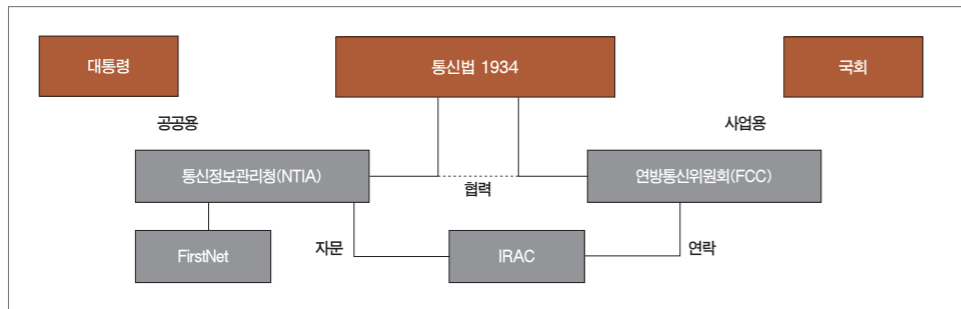 대통령
통신법 1934
국회
공공용
사업용
통신정보관리청(NTIA)
연방통신위원회(FCC)
협력
FirstNet
자문
IRAC
연락